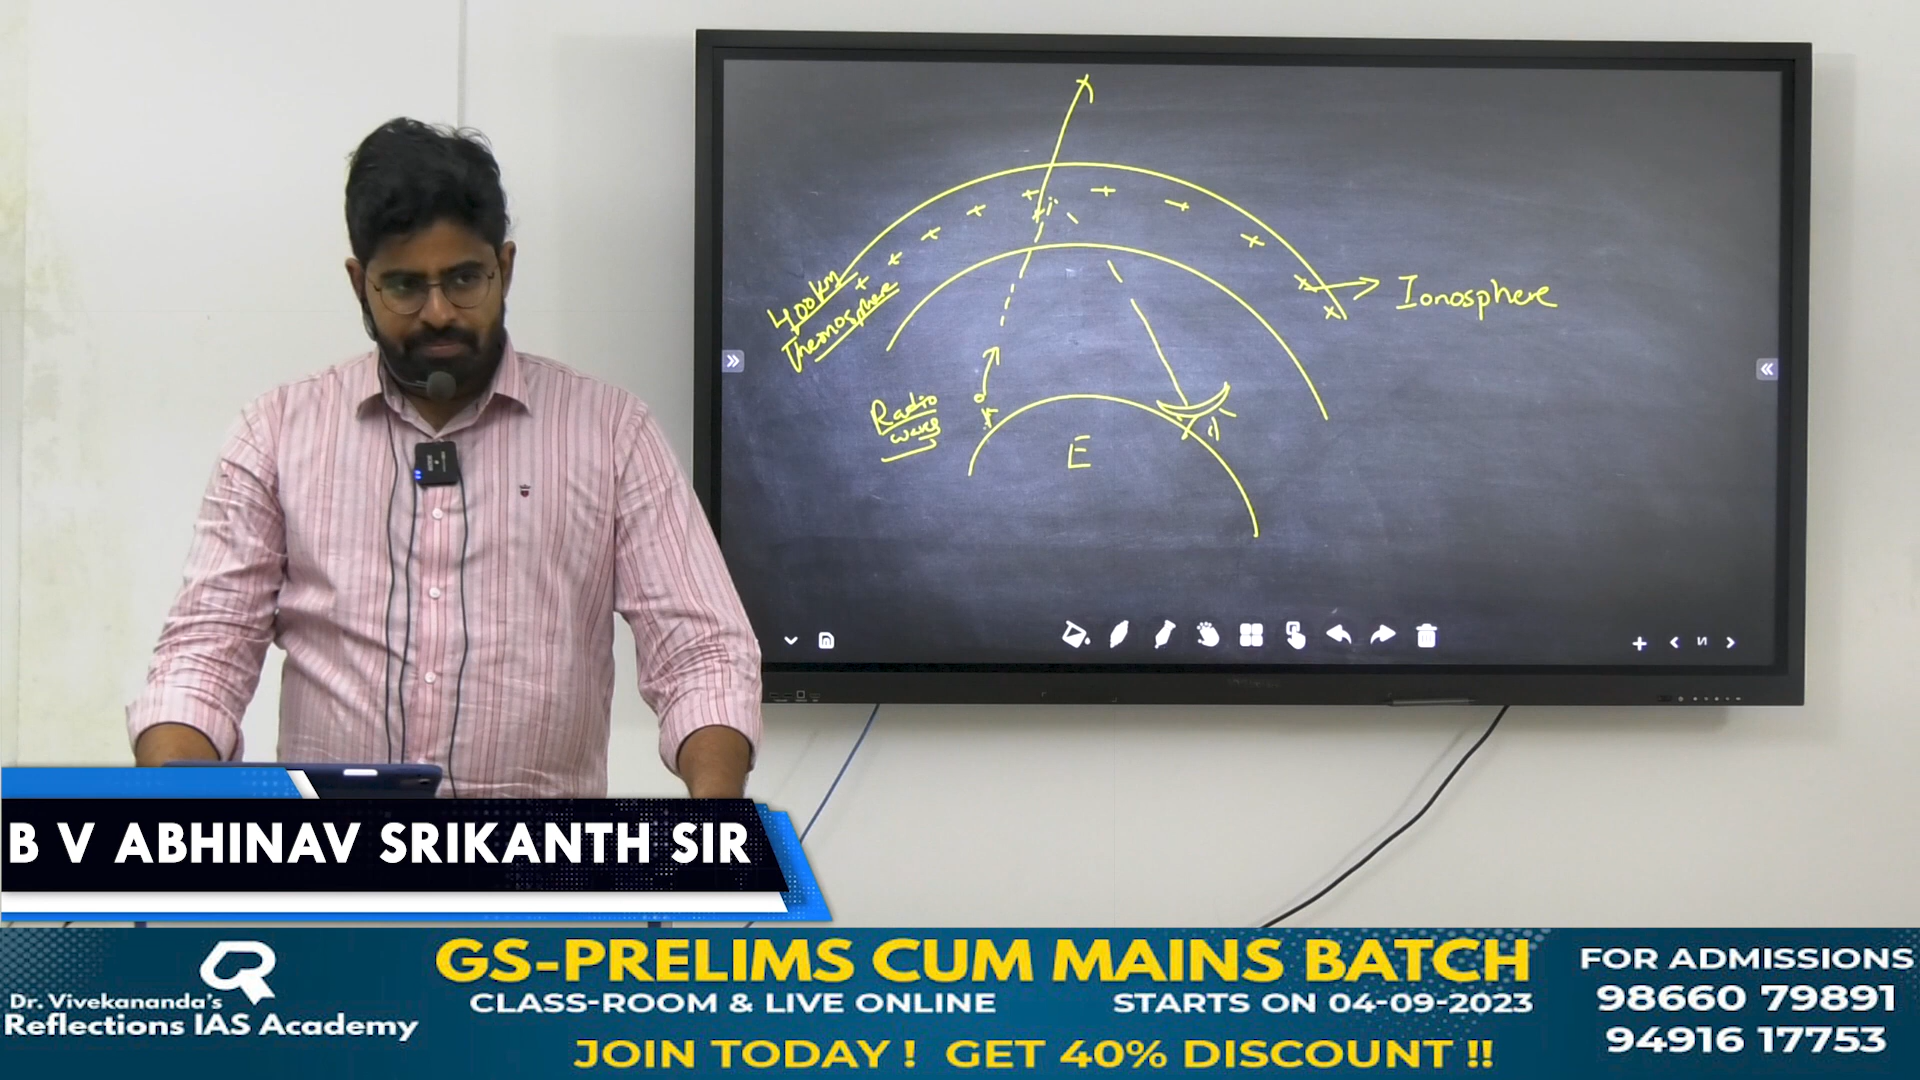 400km
Thermosphere
Ionosphere
Radio
waves
E
B V ABHINAV SRIKANTH SIR
Dr. Vivekananda's
Reflections IAS Academy
GS-PRELIMS CUM MAINS BATCH
CLASS-ROOM & LIVE ONLINE STARTS ON 04-09-2023
JOIN TODAY ! GET 40% DISCOUNT !!
FOR ADMISSIONS
98660 79891
94916 17753